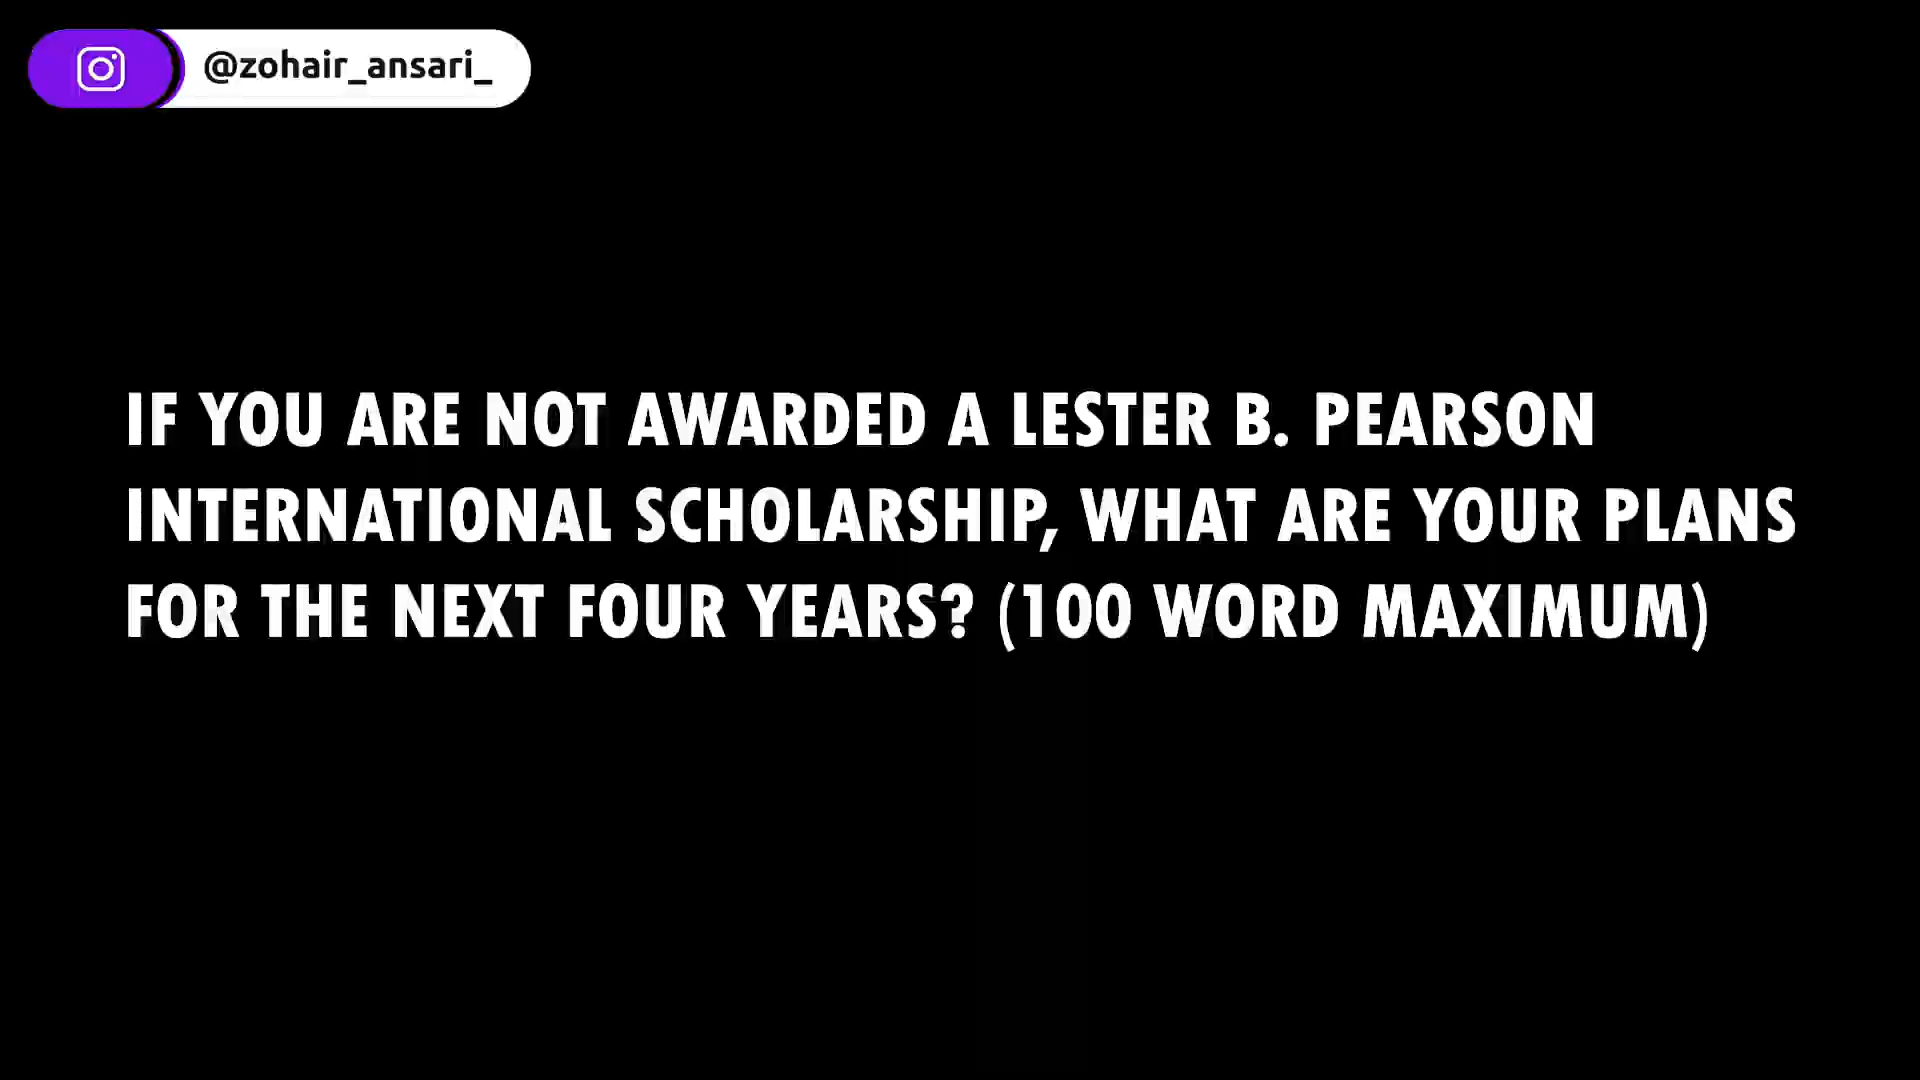 @zohair_ansari_
IF YOU ARE NOT AWARDED A LESTER B. PEARSON
INTERNATIONAL SCHOLARSHIP, WHAT ARE YOUR PLANS
FOR THE NEXT FOUR YEARS? (100 WORD MAXIMUM)